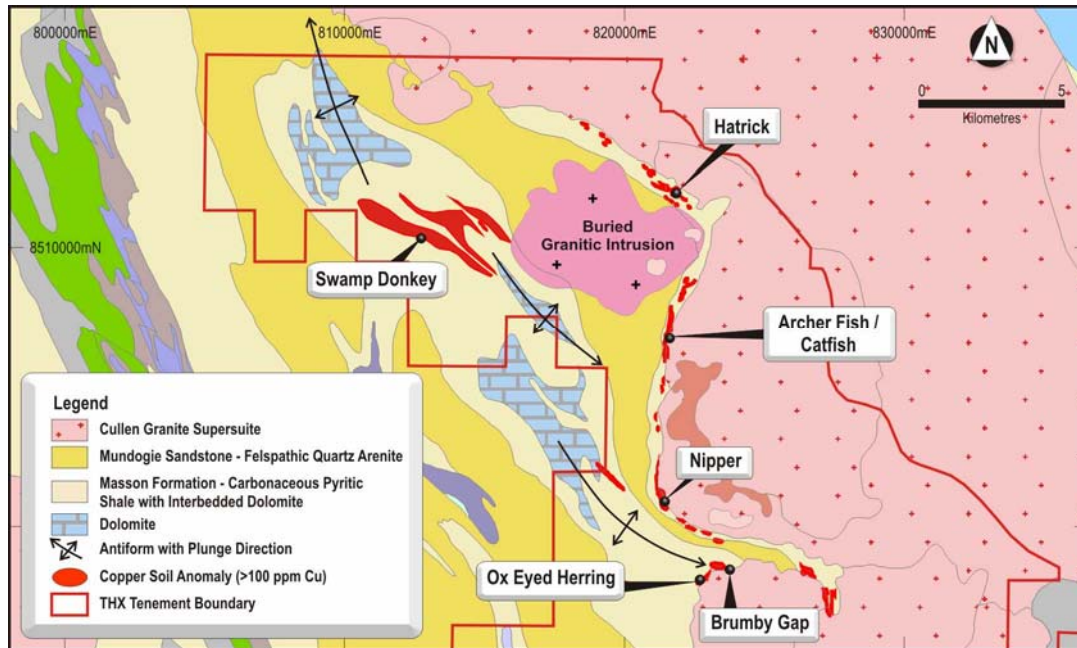 800000mE
810000mE
820000mE
830000mE
N
0
5
Kilometres
Hatrick
Buried
Granitic Intrusion
8510000mN
Swamp Donkey
Archer Fish /
Catfish
Nipper
Ox Eyed Herring
Brumby Gap
Legend
Cullen Granite Supersuite
Mundogie Sandstone - Felspathic Quartz Arenite
Masson Formation - Carbonaceous Pyritic
Shale with Interbedded Dolomite
Dolomite
Antiform with Plunge Direction
Copper Soil Anomaly (>100 ppm Cu)
THX Tenement Boundary